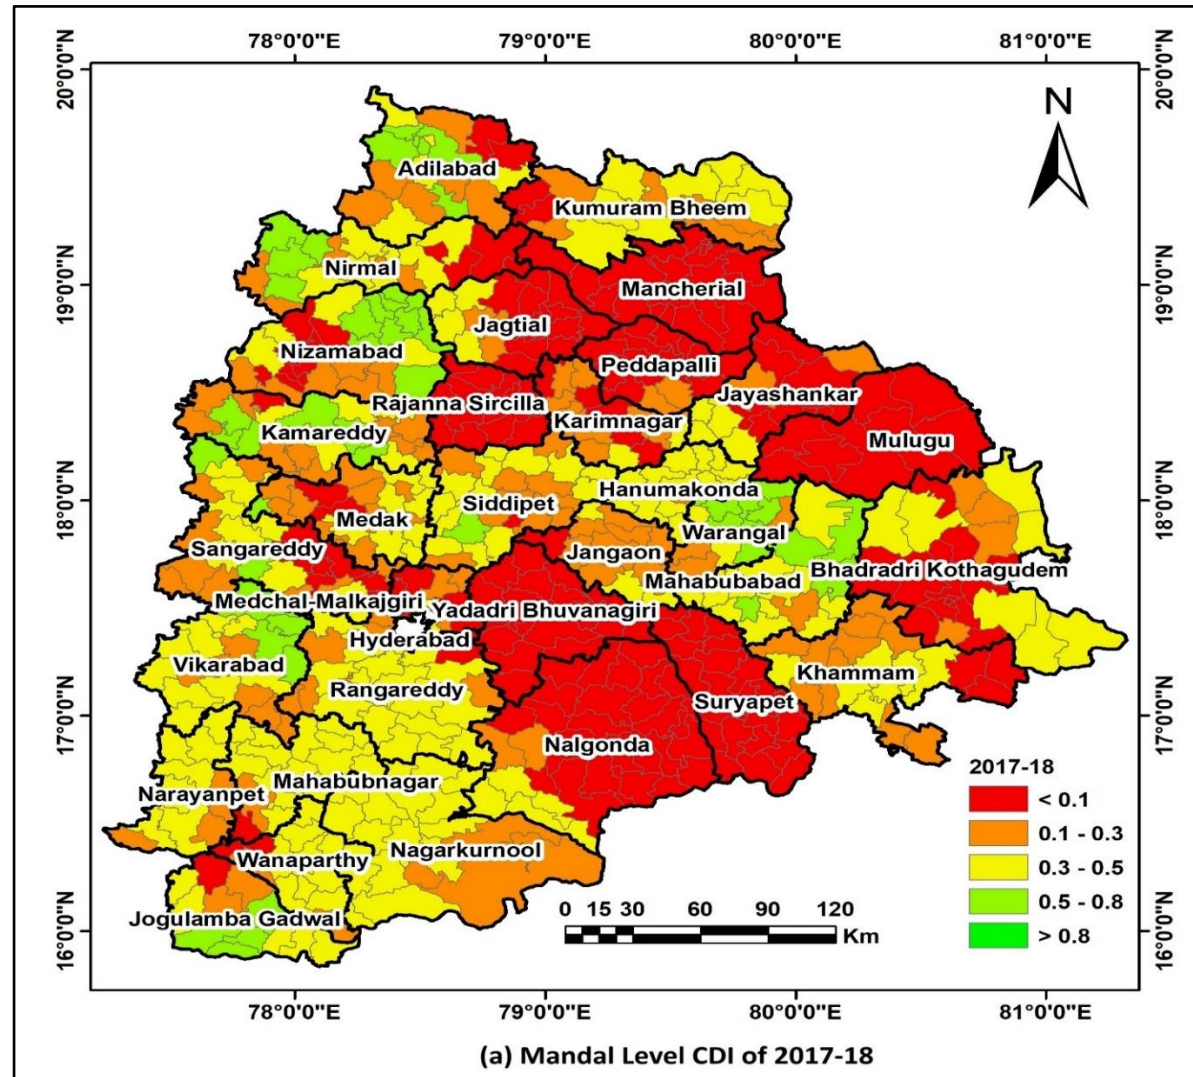 78°0'0"E 79°0'0"E 80°0'0"E 81°0'0"E
20°0'0"N
19°0'0"N
18°0'0"N
17°0'0"N
16°0'0"N
20°0'0"N
19°0'0"N
18°0'0"N
17°0'0"N
16°0'0"N
N
Adilabad
Kumuram Bheem
Nirmal
Mancherial
Jagtial
Nizamabad
Peddapalli
Jayashankar
Rajanna Sircilla
Karimnagar
Kamareddy
Mulugu
Hanumakonda
Siddipet
Medak
Warangal
Sangareddy
Jangaon
Bhadradri Kothagudem
Mahabubabad
Medchal-Malkajgiri
Yadadri Bhuvanagiri
Hyderabad
Vikarabad
Khammam
Rangareddy
Suryapet
Nalgonda
Mahabubnagar
Narayanpet
Nagarkurnool
Wanaparthy
Jogulamba Gadwal
2017-18
< 0.1
0.1 - 0.3
0.3 - 0.5
0.5 - 0.8
> 0.8
0 15 30 60 90 120
Km
78°0'0"E 79°0'0"E 80°0'0"E 81°0'0"E
(a) Mandal Level CDI of 2017-18